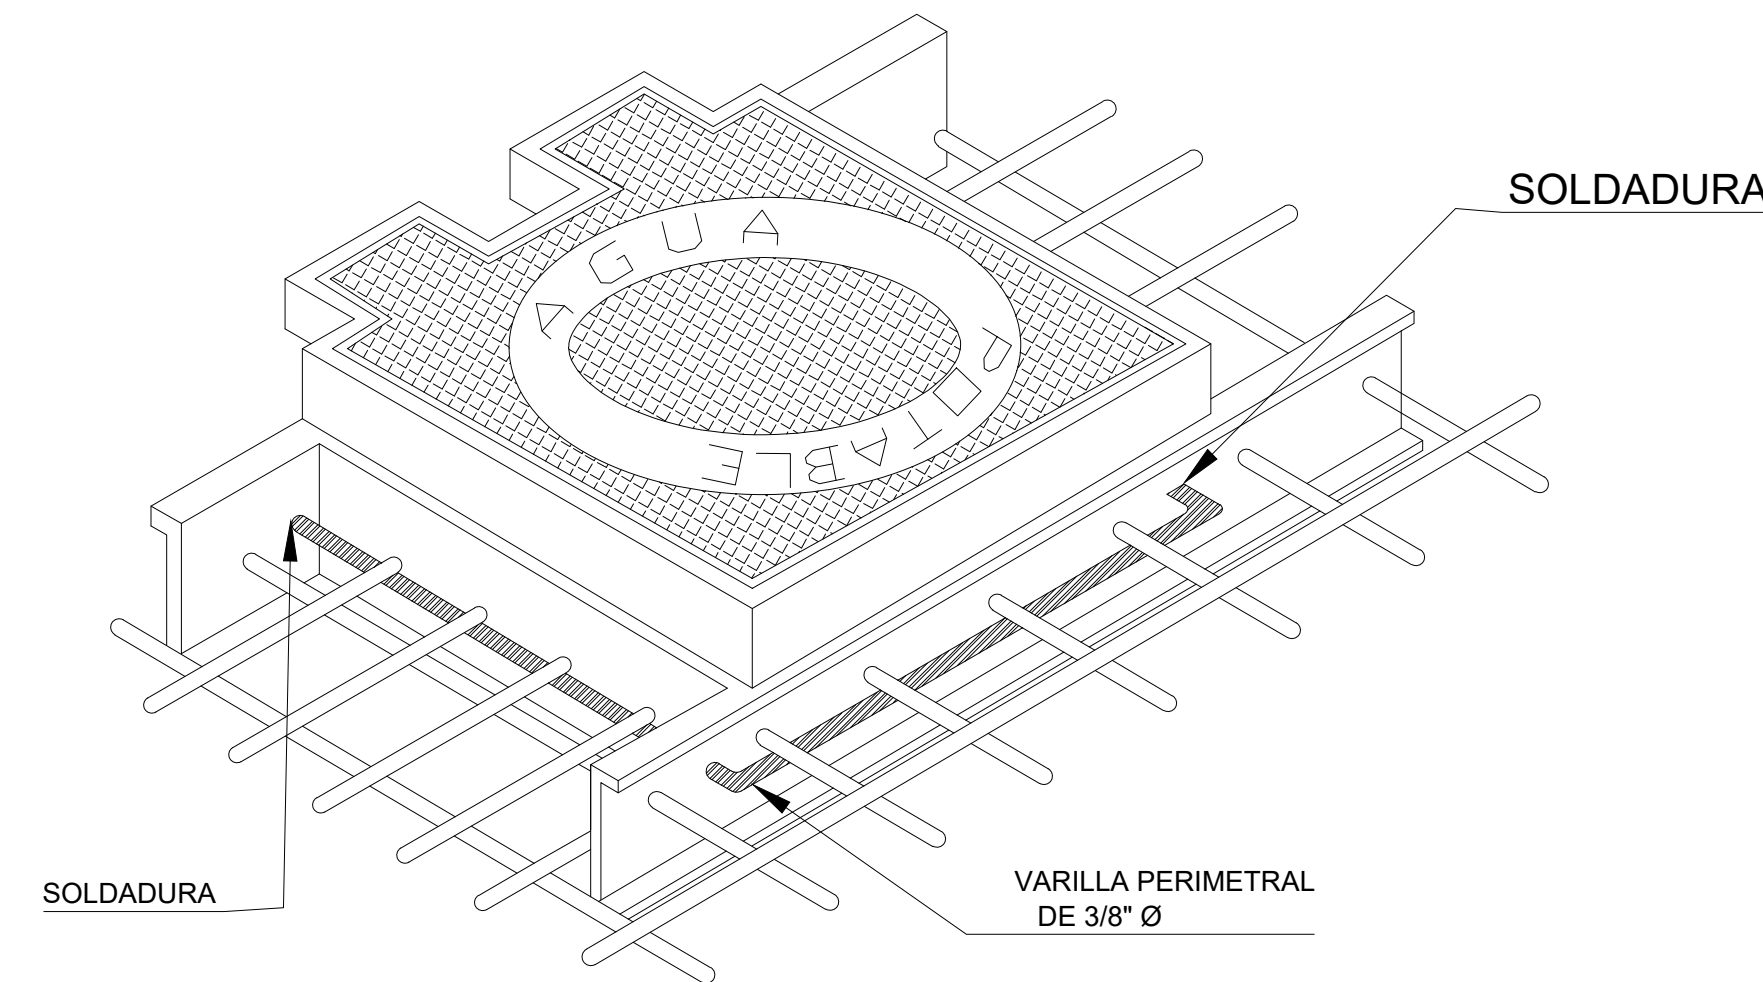 SOLDADURA
AGUA
POTABLE
SOLDADURA
VARILLA PERIMETRAL
DE 3/8" Ø